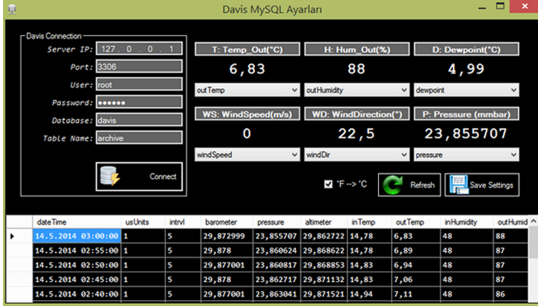 Davis MySQL Ayarları
Davis Connection
Server IP: 127. 0 . 0 . 1
Port: 3306
User: root
Password: ••••••
Database: davis
Table Name: archive
Connect
T: Temp_Out(°C) H: Hum_Out(%) D: Dewpoint(°C)
6,83 88 4,99
outTemp outHumidity dewpoint
WS: WindSpeed(m/s) WD: WindDirection(°) P: Pressure (mmbar)
0 22,5 23,855707
windSpeed windDir pressure
°F --> °C Refresh Save Settings
dateTime usUnits intrvl barometer pressure altimeter inTemp outTemp inHumidity outHumid
14.5.2014 03:00:00 1 5 29,872999 23,855707 29,862722 14,78 6,83 48 88
14.5.2014 02:55:00 1 5 29,878 23,860624 29,868622 14,78 6,89 48 87
14.5.2014 02:50:00 1 5 29,877001 23,860817 29,868853 14,83 6,94 48 87
14.5.2014 02:45:00 1 5 29,878 23,862717 29,871132 14,83 7,06 48 87
14.5.2014 02:40:00 1 5 29,877001 23,863041 29,871521 14,94 7,11 48 86